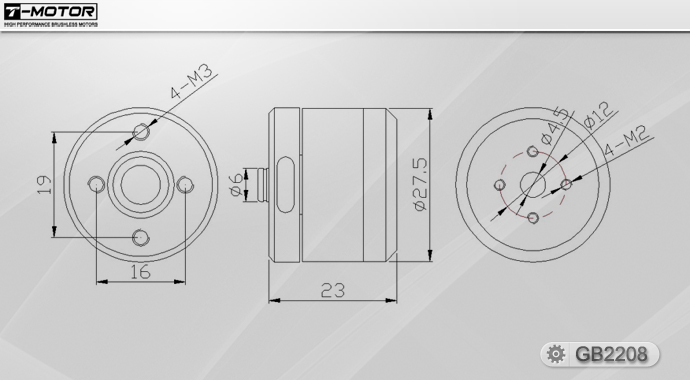 T-MOTOR
HIGH PERFORMANCE BRUSHLESS MOTORS
4-M3
19
16
ϕ6
ϕ27.5
23
ϕ4.5
ϕ12
4-M2
GB2208